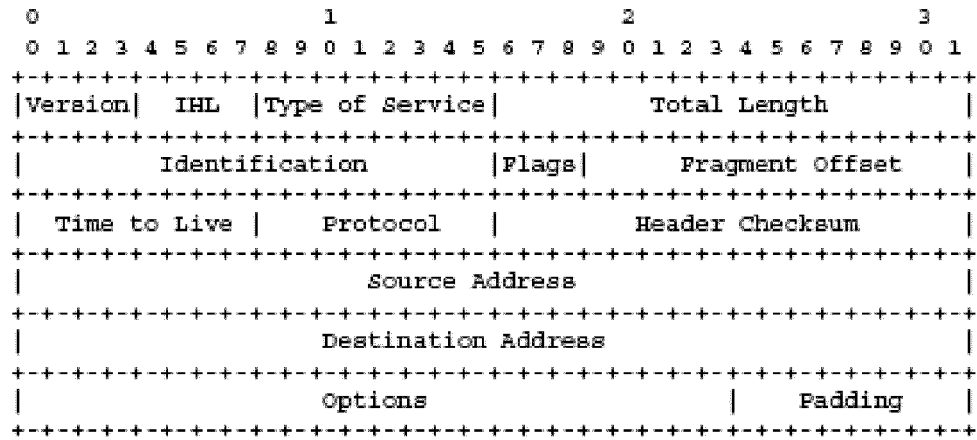 0 1 2 3
0 1 2 3 4 5 6 7 8 9 0 1 2 3 4 5 6 7 8 9 0 1 2 3 4 5 6 7 8 9 0 1
+-+-+-+-+-+-+-+-+-+-+-+-+-+-+-+-+-+-+-+-+-+-+-+-+-+-+-+-+-+-+-+-+
|Version| IHL |Type of Service| Total Length |
+-+-+-+-+-+-+-+-+-+-+-+-+-+-+-+-+-+-+-+-+-+-+-+-+-+-+-+-+-+-+-+-+
| Identification |Flags| Fragment Offset |
+-+-+-+-+-+-+-+-+-+-+-+-+-+-+-+-+-+-+-+-+-+-+-+-+-+-+-+-+-+-+-+-+
| Time to Live | Protocol | Header Checksum |
+-+-+-+-+-+-+-+-+-+-+-+-+-+-+-+-+-+-+-+-+-+-+-+-+-+-+-+-+-+-+-+-+
| Source Address |
+-+-+-+-+-+-+-+-+-+-+-+-+-+-+-+-+-+-+-+-+-+-+-+-+-+-+-+-+-+-+-+-+
| Destination Address |
+-+-+-+-+-+-+-+-+-+-+-+-+-+-+-+-+-+-+-+-+-+-+-+-+-+-+-+-+-+-+-+-+
| Options | Padding |
+-+-+-+-+-+-+-+-+-+-+-+-+-+-+-+-+-+-+-+-+-+-+-+-+-+-+-+-+-+-+-+-+